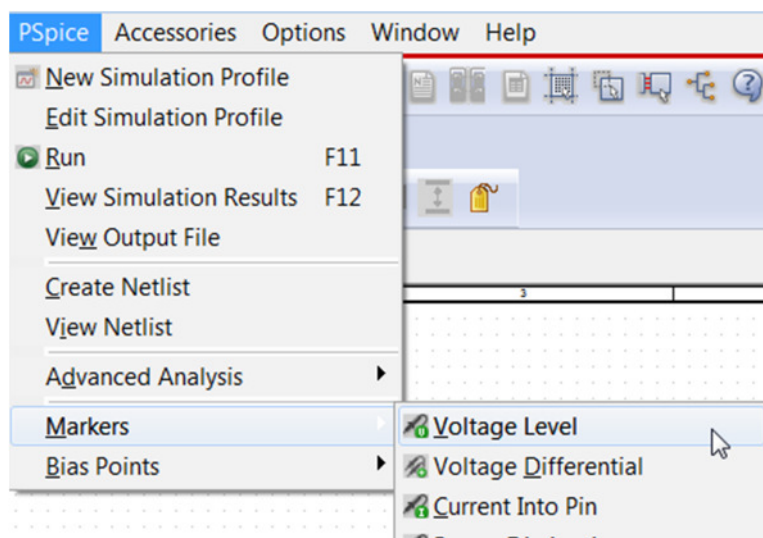 PSpice Accessories Options Window Help
New Simulation Profile
Edit Simulation Profile
Run F11
View Simulation Results F12
View Output File
Create Netlist
3
View Netlist
Advanced Analysis
Markers
Voltage Level
Bias Points
Voltage Differential
Current Into Pin